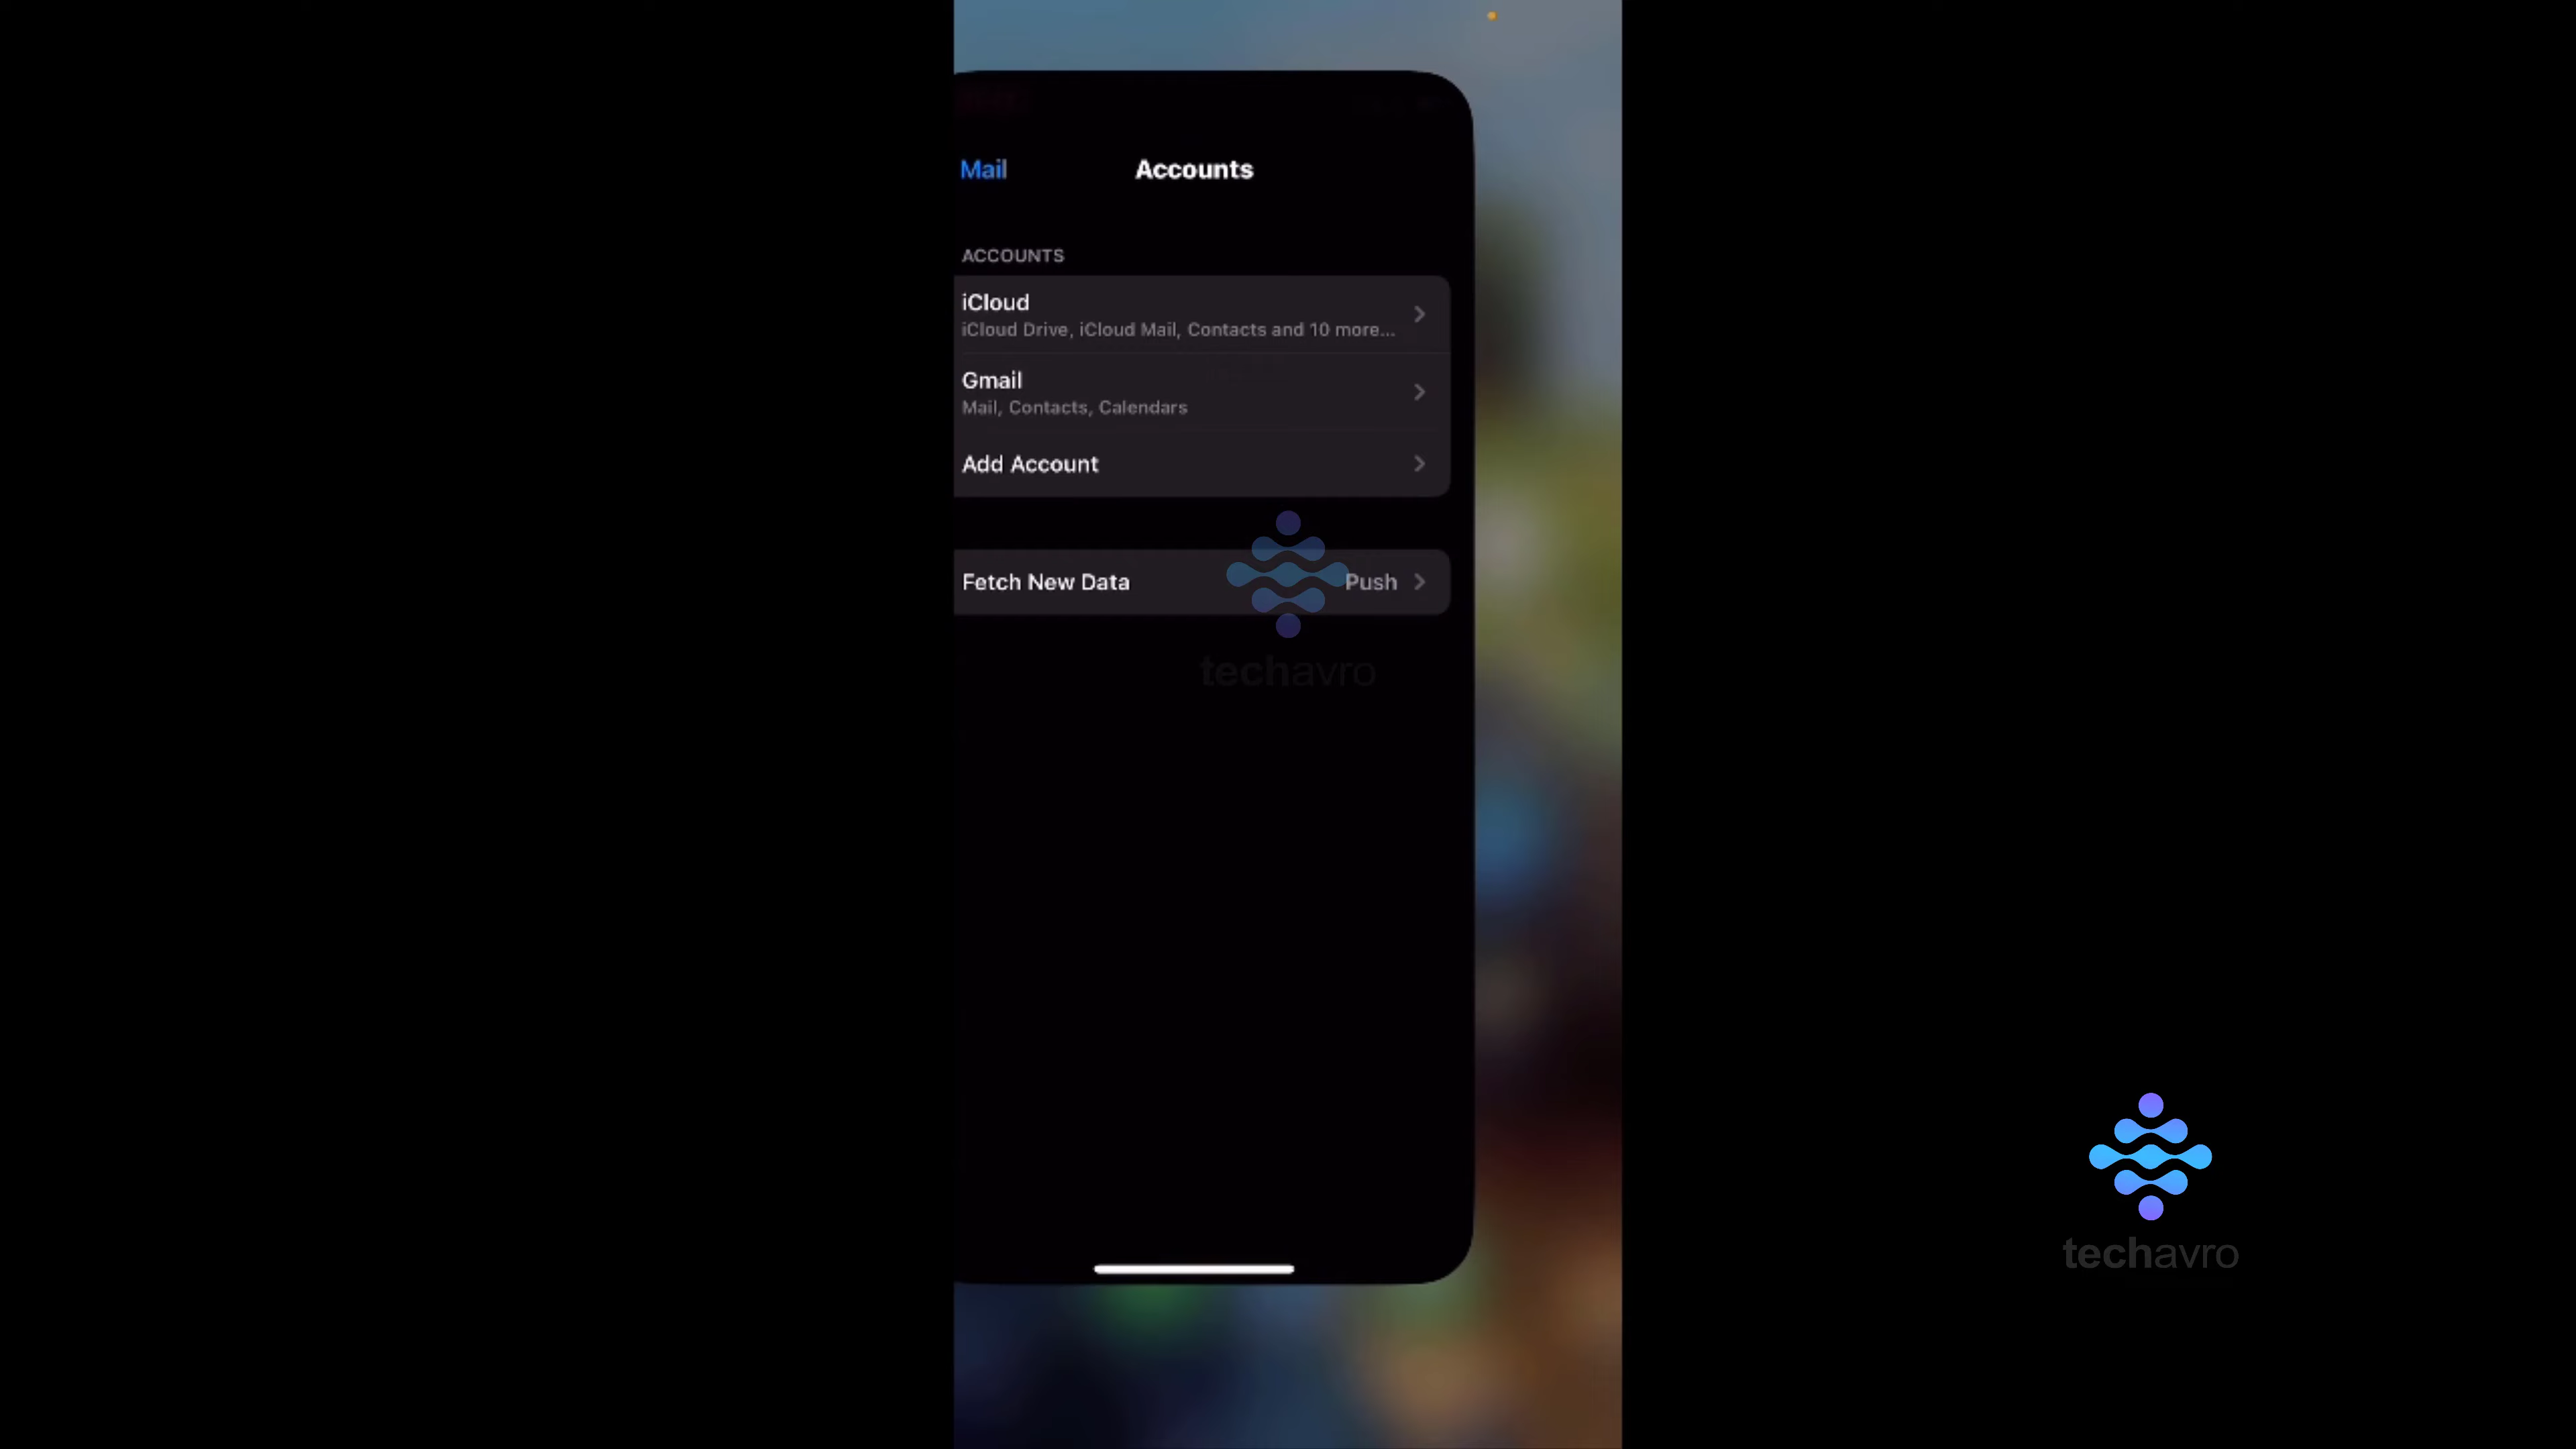 Mail
Accounts
ACCOUNTS
iCloud
iCloud Drive, iCloud Mail, Contacts and 10 more...
Gmail
Mail, Contacts, Calendars
Add Account
Fetch New Data
Push
techavro
techavro